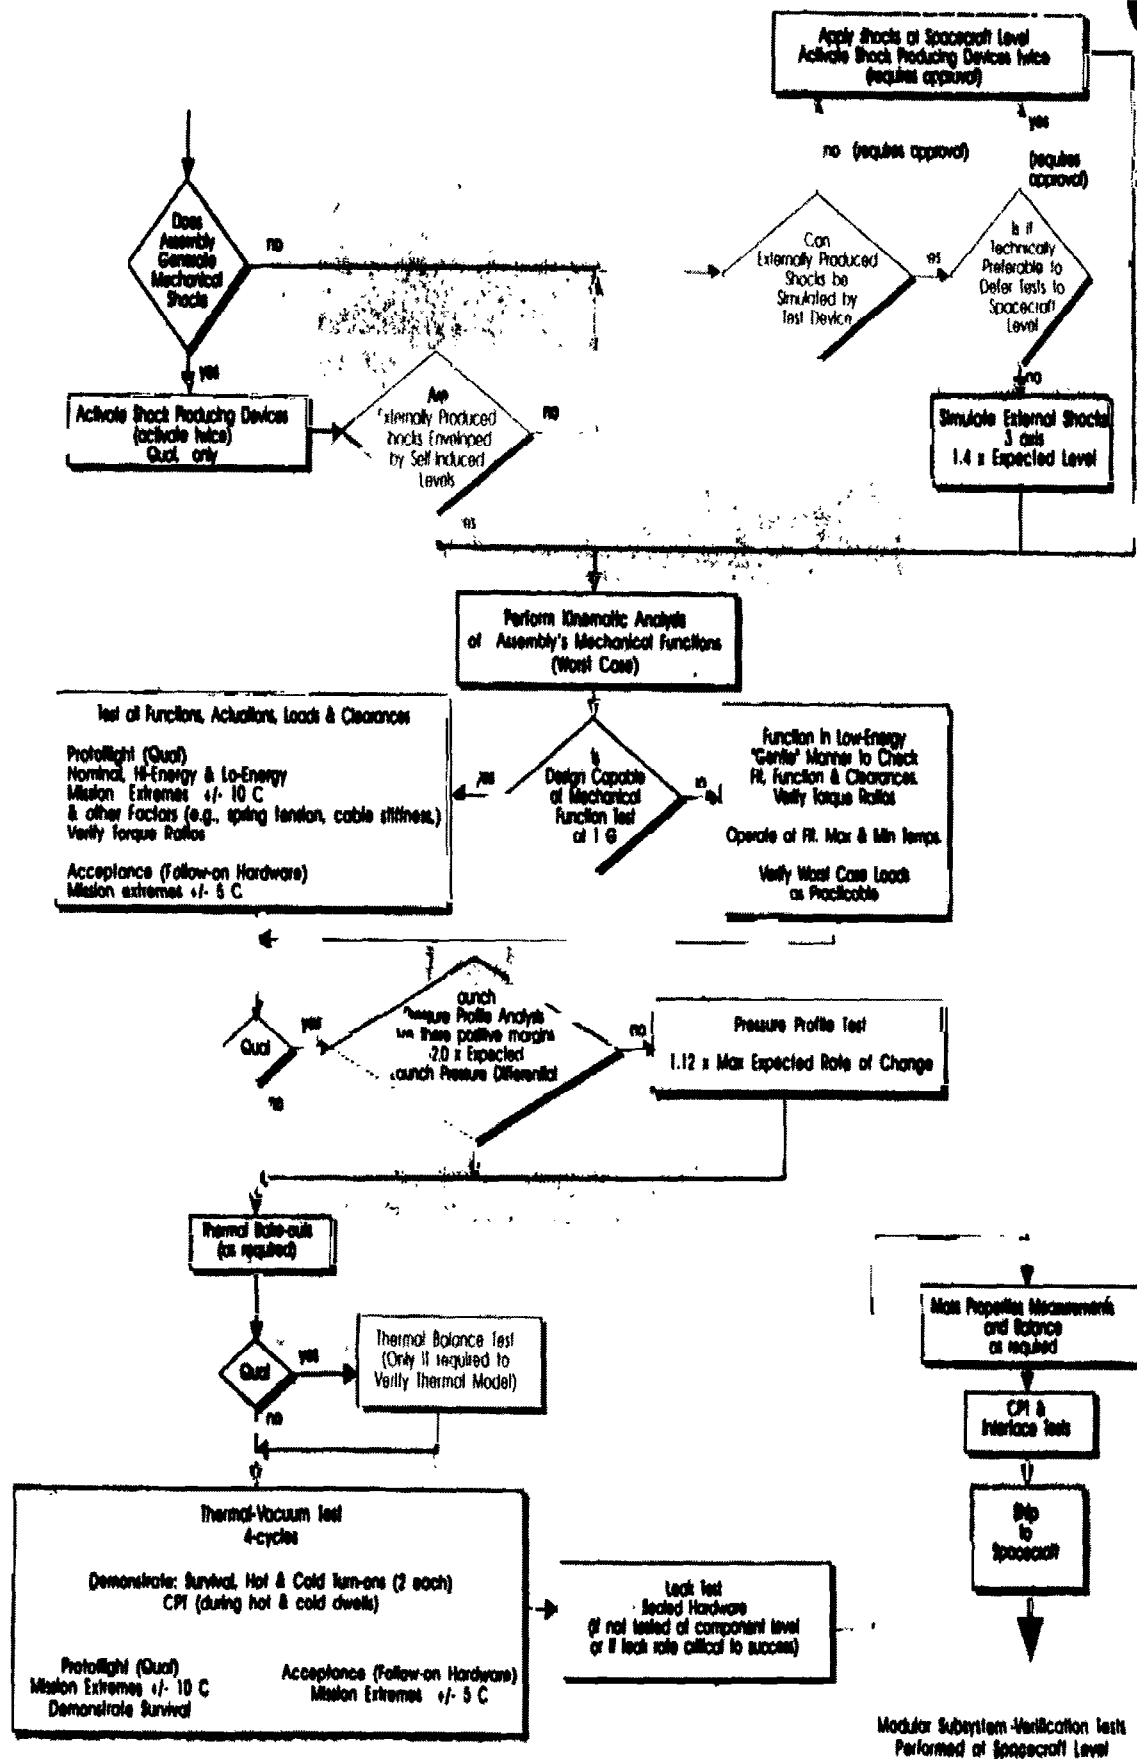 Apply Shocks at Spacecraft Level
Activate Shock Producing Devices twice
(requires approval)
yes
no (requires approval)
(requires
approval)
Does
Assembly
Generate
Mechanical
Shocks
no
Can
Externally Produced
Shocks be
Simulated by
Test Device
Is it
Technically
Preferable to
Defer Tests to
Spacecraft
Level
yes
no
Activate Shock Producing Devices
(activate twice)
Qual. only
Are
Externally Produced
Shocks Enveloped
by Self Induced
Levels
no
Simulate External Shocks
3 axis
1.4 x Expected Level
Perform Kinematic Analysis
of Assembly's Mechanical Functions
(Worst Case)
Test all Functions, Actuations, Loads & Clearances
Protoflight (Qual)
Nominal, Hi-Energy & Lo-Energy
Mission Extremes +/- 10 C
& other Factors (e.g., spring tension, cable stiffness,)
Verify Torque Ratios
Acceptance (Follow-on Hardware)
Mission extremes +/- 5 C
Is
Design Capable
of Mechanical
Function Test
at 1 G
Function in Low-Energy
"Gentle" Manner to Check
Fit, Function & Clearances.
Verify Torque Ratios
Operate at Flt. Max & Min Temps.
Verify Worst Case Loads
as Practicable
Qual
yes
no
Pressure Profile Analysis
there positive margins
2.0 x Expected
Launch Pressure Differential
no
Pressure Profile Test
1.12 x Max Expected Rate of Change
Thermal Bake-outs
(as required)
Qual
yes
no
Thermal Balance Test
(Only if required to
Verify Thermal Model)
Mass Properties Measurements
and Balance
as required
CPT &
Interface Tests
Ship
to
Spacecraft
Thermal-Vacuum Test
4-cycles
Demonstrate: Survival, Hot & Cold Turn-ons (2 each)
CPT (during hot & cold dwells)
Protoflight (Qual)
Mission Extremes +/- 10 C
Demonstrate Survival
Acceptance (Follow-on Hardware)
Mission Extremes +/- 5 C
Leak Test
Sealed Hardware
(if not tested at component level
or if leak rate critical to success)
Modular Subsystem -Verification Tests
Performed at Spacecraft Level